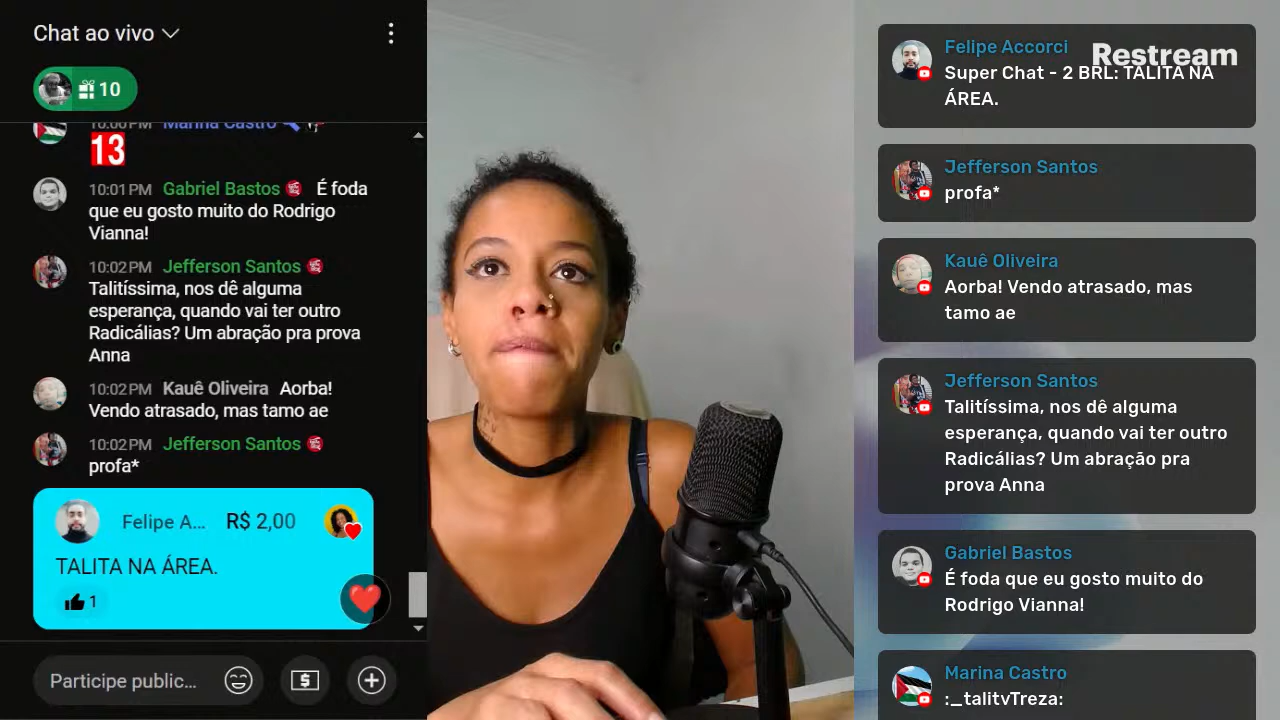 Chat ao vivo
10
10:00 PM Marina Castro
13
10:01 PM Gabriel Bastos É foda
que eu gosto muito do Rodrigo
Vianna!
10:02 PM Jefferson Santos
Talitíssima, nos dê alguma
esperança, quando vai ter outro
Radicálias? Um abração pra prova
Anna
10:02 PM Kauê Oliveira Aorba!
Vendo atrasado, mas tamo ae
10:02 PM Jefferson Santos
profa*
Felipe A... R$ 2,00
TALITA NA ÁREA.
1
Participe public...
Restream
Felipe Accorci
Super Chat - 2 BRL: TALITA NA
ÁREA.
Jefferson Santos
profa*
Kauê Oliveira
Aorba! Vendo atrasado, mas
tamo ae
Jefferson Santos
Talitíssima, nos dê alguma
esperança, quando vai ter outro
Radicálias? Um abração pra
prova Anna
Gabriel Bastos
É foda que eu gosto muito do
Rodrigo Vianna!
Marina Castro
:_talitvTreza: